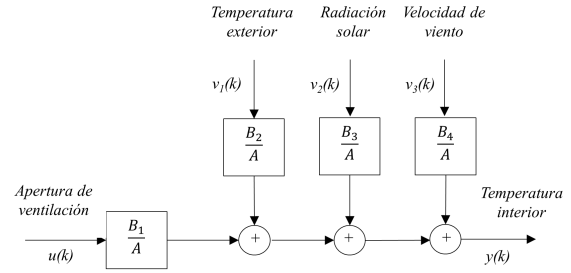 Temperatura exterior
Radiación solar
Velocidad de viento
v₁(k)
v₂(k)
v₃(k)
B₂
A
B₃
A
B₄
A
Apertura de ventilación
u(k)
B₁
A
+
+
+
Temperatura interior
y(k)